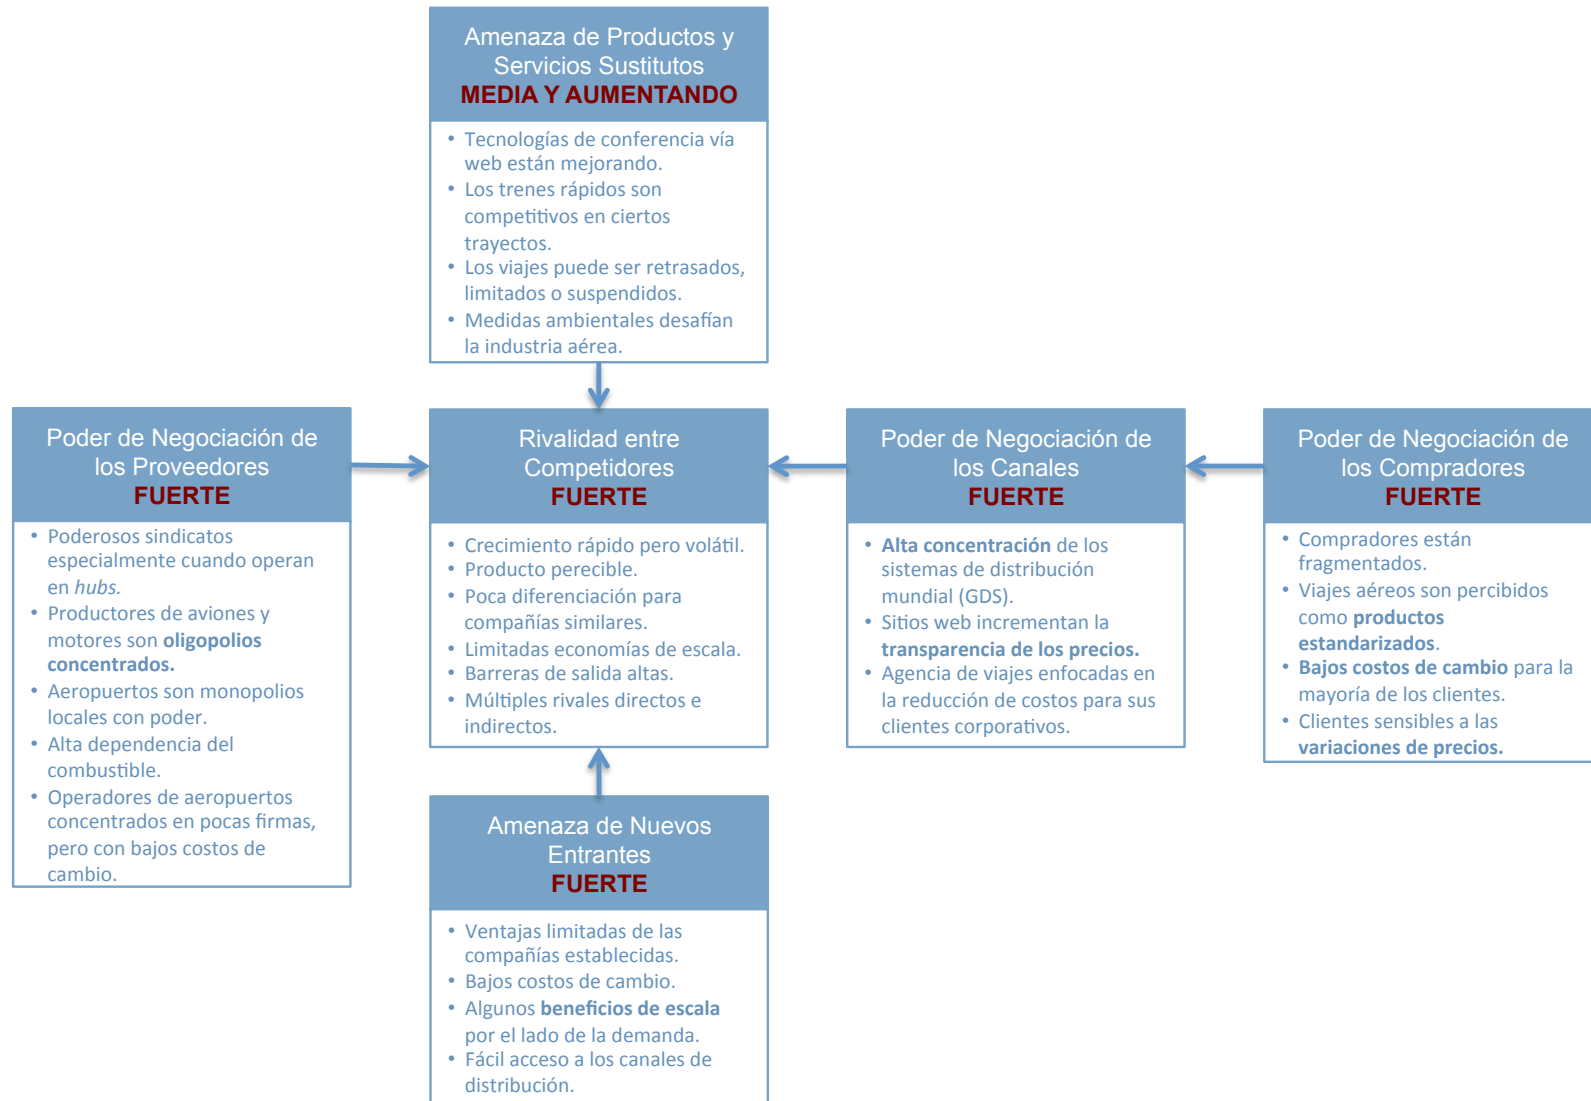 Amenaza de Productos y
Servicios Sustitutos
MEDIA Y AUMENTANDO
• Tecnologías de conferencia vía
web están mejorando.
• Los trenes rápidos son
competitivos en ciertos
trayectos.
• Los viajes puede ser retrasados,
limitados o suspendidos.
• Medidas ambientales desafían
la industria aérea.
Poder de Negociación de
los Proveedores
FUERTE
• Poderosos sindicatos
especialmente cuando operan
en hubs.
• Productores de aviones y
motores son oligopolios
concentrados.
• Aeropuertos son monopolios
locales con poder.
• Alta dependencia del
combustible.
• Operadores de aeropuertos
concentrados en pocas firmas,
pero con bajos costos de
cambio.
Rivalidad entre
Competidores
FUERTE
• Crecimiento rápido pero volátil.
• Producto perecible.
• Poca diferenciación para
compañías similares.
• Limitadas economías de escala.
• Barreras de salida altas.
• Múltiples rivales directos e
indirectos.
Poder de Negociación de
los Canales
FUERTE
• Alta concentración de los
sistemas de distribución
mundial (GDS).
• Sitios web incrementan la
transparencia de los precios.
• Agencia de viajes enfocadas en
la reducción de costos para sus
clientes corporativos.
Poder de Negociación de
los Compradores
FUERTE
• Compradores están
fragmentados.
• Viajes aéreos son percibidos
como productos
estandarizados.
• Bajos costos de cambio para la
mayoría de los clientes.
• Clientes sensibles a las
variaciones de precios.
Amenaza de Nuevos
Entrantes
FUERTE
• Ventajas limitadas de las
compañías establecidas.
• Bajos costos de cambio.
• Algunos beneficios de escala
por el lado de la demanda.
• Fácil acceso a los canales de
distribución.